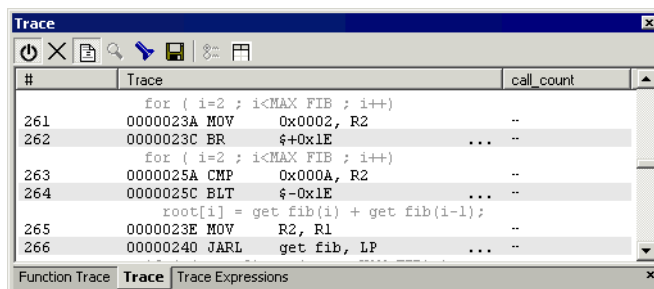 Trace
# Trace call_count
for ( i=2 ; i<MAX FIB ; i++)
261 0000023A MOV 0x0002, R2 --
262 0000023C BR $+0x1E ... --
for ( i=2 ; i<MAX FIB ; i++)
263 0000025A CMP 0x000A, R2 --
264 0000025C BLT $-0x1E ... --
root[i] = get fib(i) + get fib(i-1);
265 0000023E MOV R2, R1 --
266 00000240 JARL get fib, LP ... --
Function Trace Trace Trace Expressions